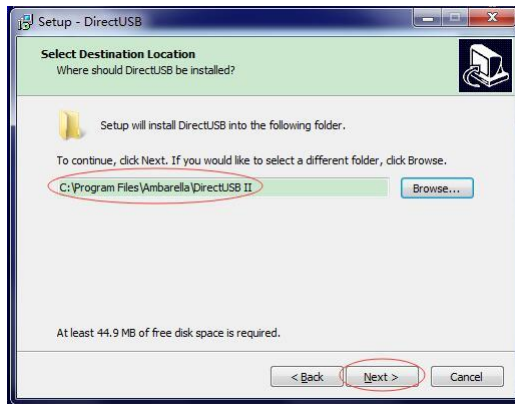 Setup - DirectUSB
Select Destination Location
Where should DirectUSB be installed?
Setup will install DirectUSB into the following folder.
To continue, click Next. If you would like to select a different folder, click Browse.
C:\Program Files\Ambarella\DirectUSB II
Browse...
At least 44.9 MB of free disk space is required.
< Back
Next >
Cancel